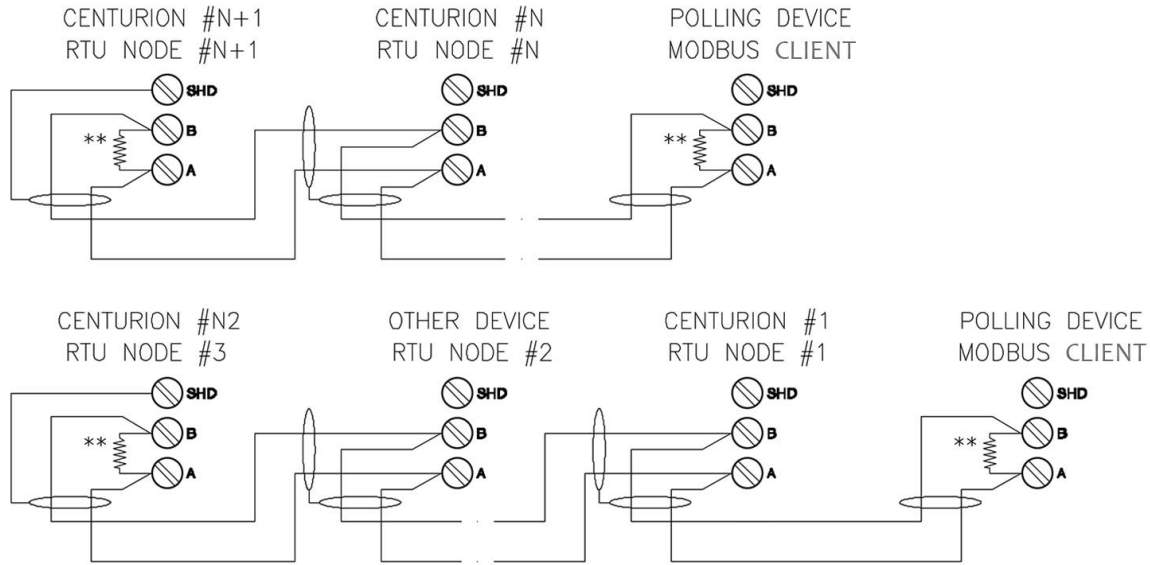 CENTURION #N+1 CENTURION #N POLLING DEVICE
RTU NODE #N+1 RTU NODE #N MODBUS CLIENT
SHD SHD SHD
** B B ** B
A A A
CENTURION #N2 OTHER DEVICE CENTURION #1 POLLING DEVICE
RTU NODE #3 RTU NODE #2 RTU NODE #1 MODBUS CLIENT
SHD SHD SHD SHD
** B B B ** B
A A A A